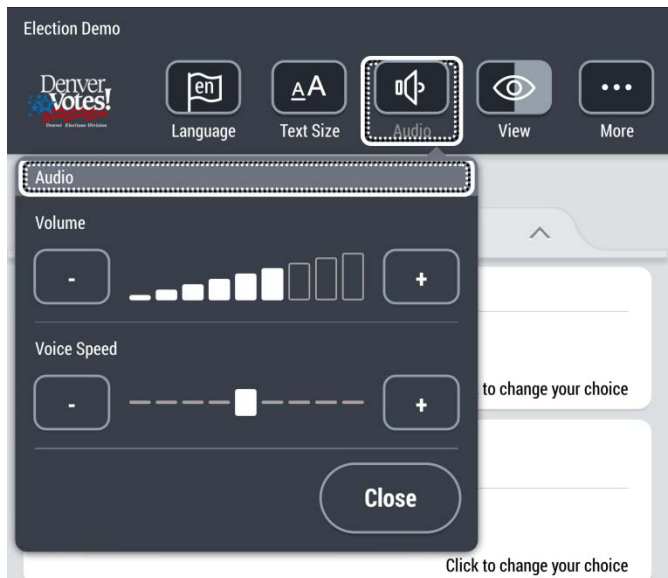 Election Demo
Denver
Votes!
Denver Elections Division
en
AA
Language
Text Size
Audio
View
More
Audio
Volume
-
+
Voice Speed
-
+
to change your choice
Close
Click to change your choice